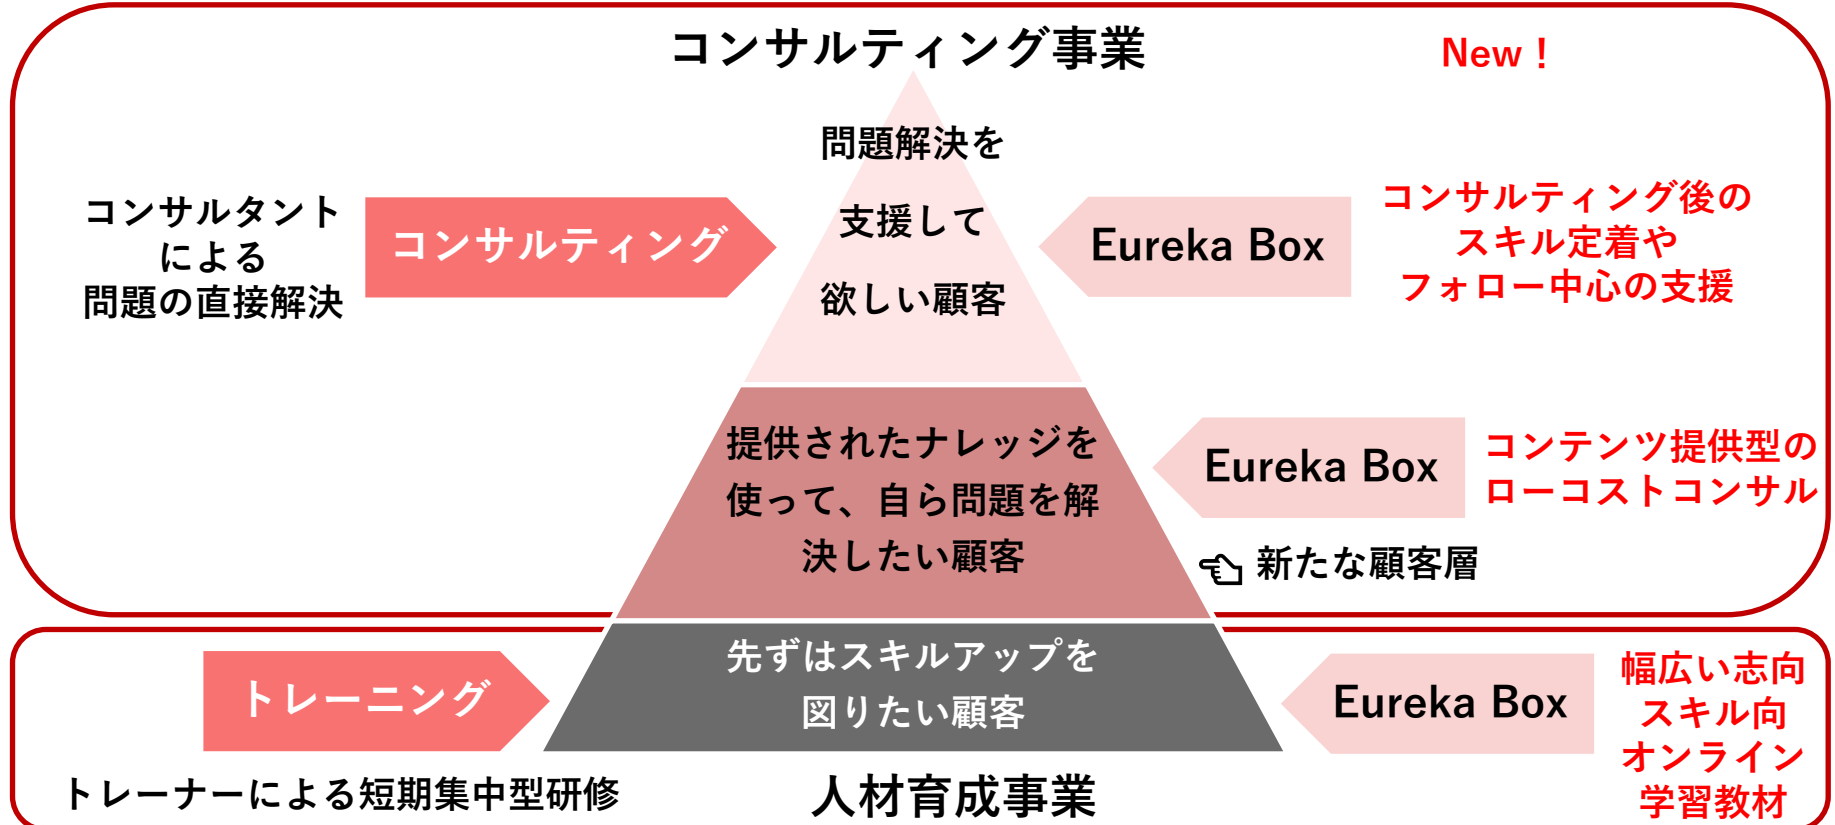 コンサルティング事業
New！
問題解決を
支援して
欲しい顧客
コンサルタント
による
問題の直接解決
コンサルティング
Eureka Box
コンサルティング後の
スキル定着や
フォロー中心の支援
提供されたナレッジを
使って、自ら問題を解
決したい顧客
Eureka Box
コンテンツ提供型の
ローコストコンサル
新たな顧客層
トレーニング
先ずはスキルアップを
図りたい顧客
Eureka Box
幅広い志向
スキル向
オンライン
学習教材
トレーナーによる短期集中型研修
人材育成事業